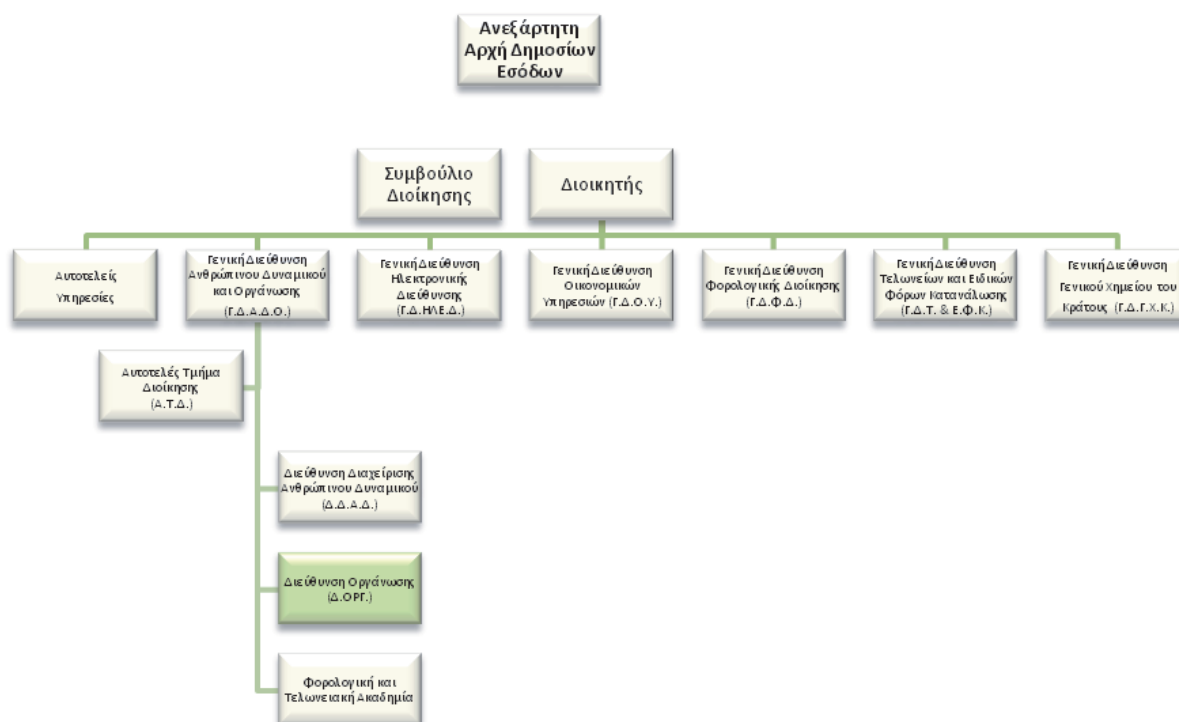 Ανεξάρτητη
Αρχή Δημοσίων
Εσόδων
Συμβούλιο
Διοίκησης
Διοικητής
Αυτοτελείς
Υπηρεσίες
Γενική Διεύθυνση
Ανθρώπινου Δυναμικού
και Οργάνωσης
(Γ.Δ.Α.Δ.Ο.)
Γενική Διεύθυνση
Ηλεκτρονικής
Διεύθυνσης
(Γ.Δ.ΗΛΕ.Δ.)
Γενική Διεύθυνση
Οικονομικών
Υπηρεσιών (Γ.Δ.Ο.Υ.)
Γενική Διεύθυνση
Φορολογικής Διοίκησης
(Γ.Δ.Φ.Δ.)
Γενική Διεύθυνση
Τελωνείων και Ειδικών
Φόρων Κατανάλωσης
(Γ.Δ.Τ. & Ε.Φ.Κ.)
Γενική Διεύθυνση
Γενικού Χημείου του
Κράτους (Γ.Δ.Γ.Χ.Κ.)
Αυτοτελές Τμήμα
Διοίκησης
(Α.Τ.Δ.)
Διεύθυνση Διαχείρισης
Ανθρώπινου Δυναμικού
(Δ.Δ.Α.Δ.)
Διεύθυνση Οργάνωσης
(Δ.ΟΡΓ.)
Φορολογική και
Τελωνειακή Ακαδημία